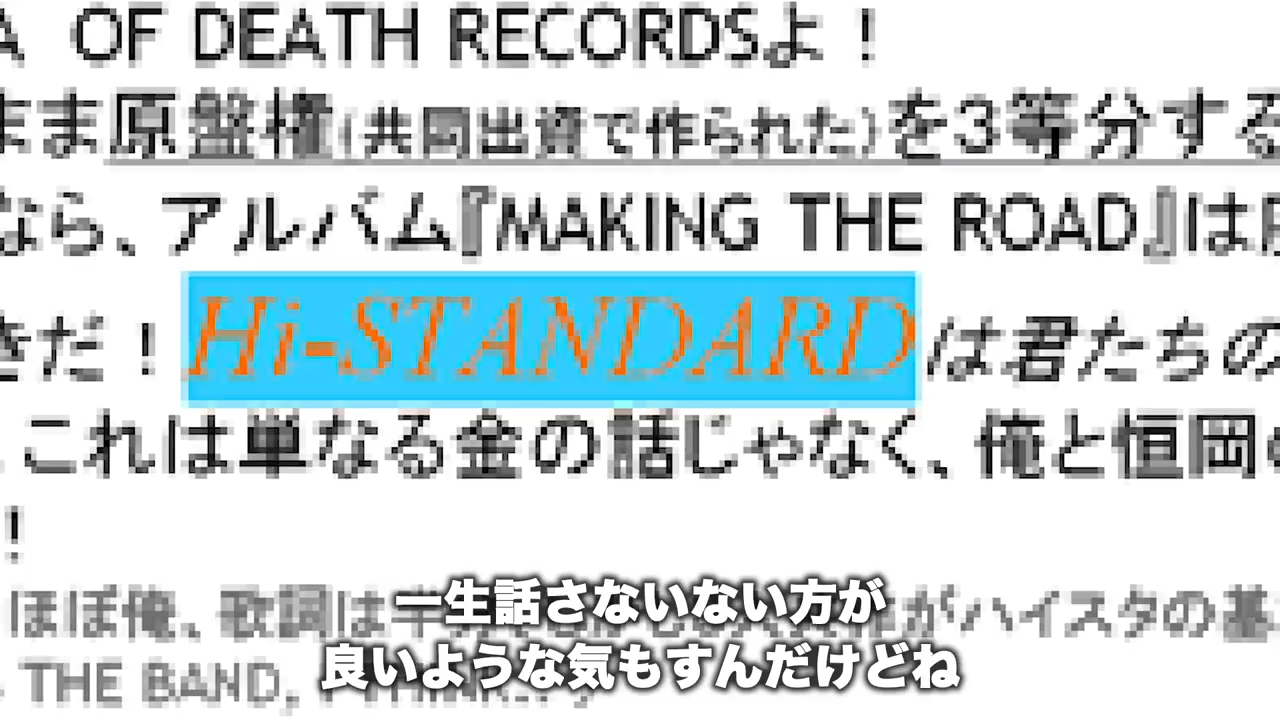 A OF DEATH RECORDSよ！
まま原盤権(共同出資で作られた)を3等分する
なら、アルバム『MAKING THE ROAD』は
きだ！Hi-STANDARDは君たちの
これは単なる金の話じゃなく、俺と恒岡の
！
ほぼ俺、歌詞は
がハイスタの基
THE BAND,
一生話さないない方が
良いような気もすんだけどね